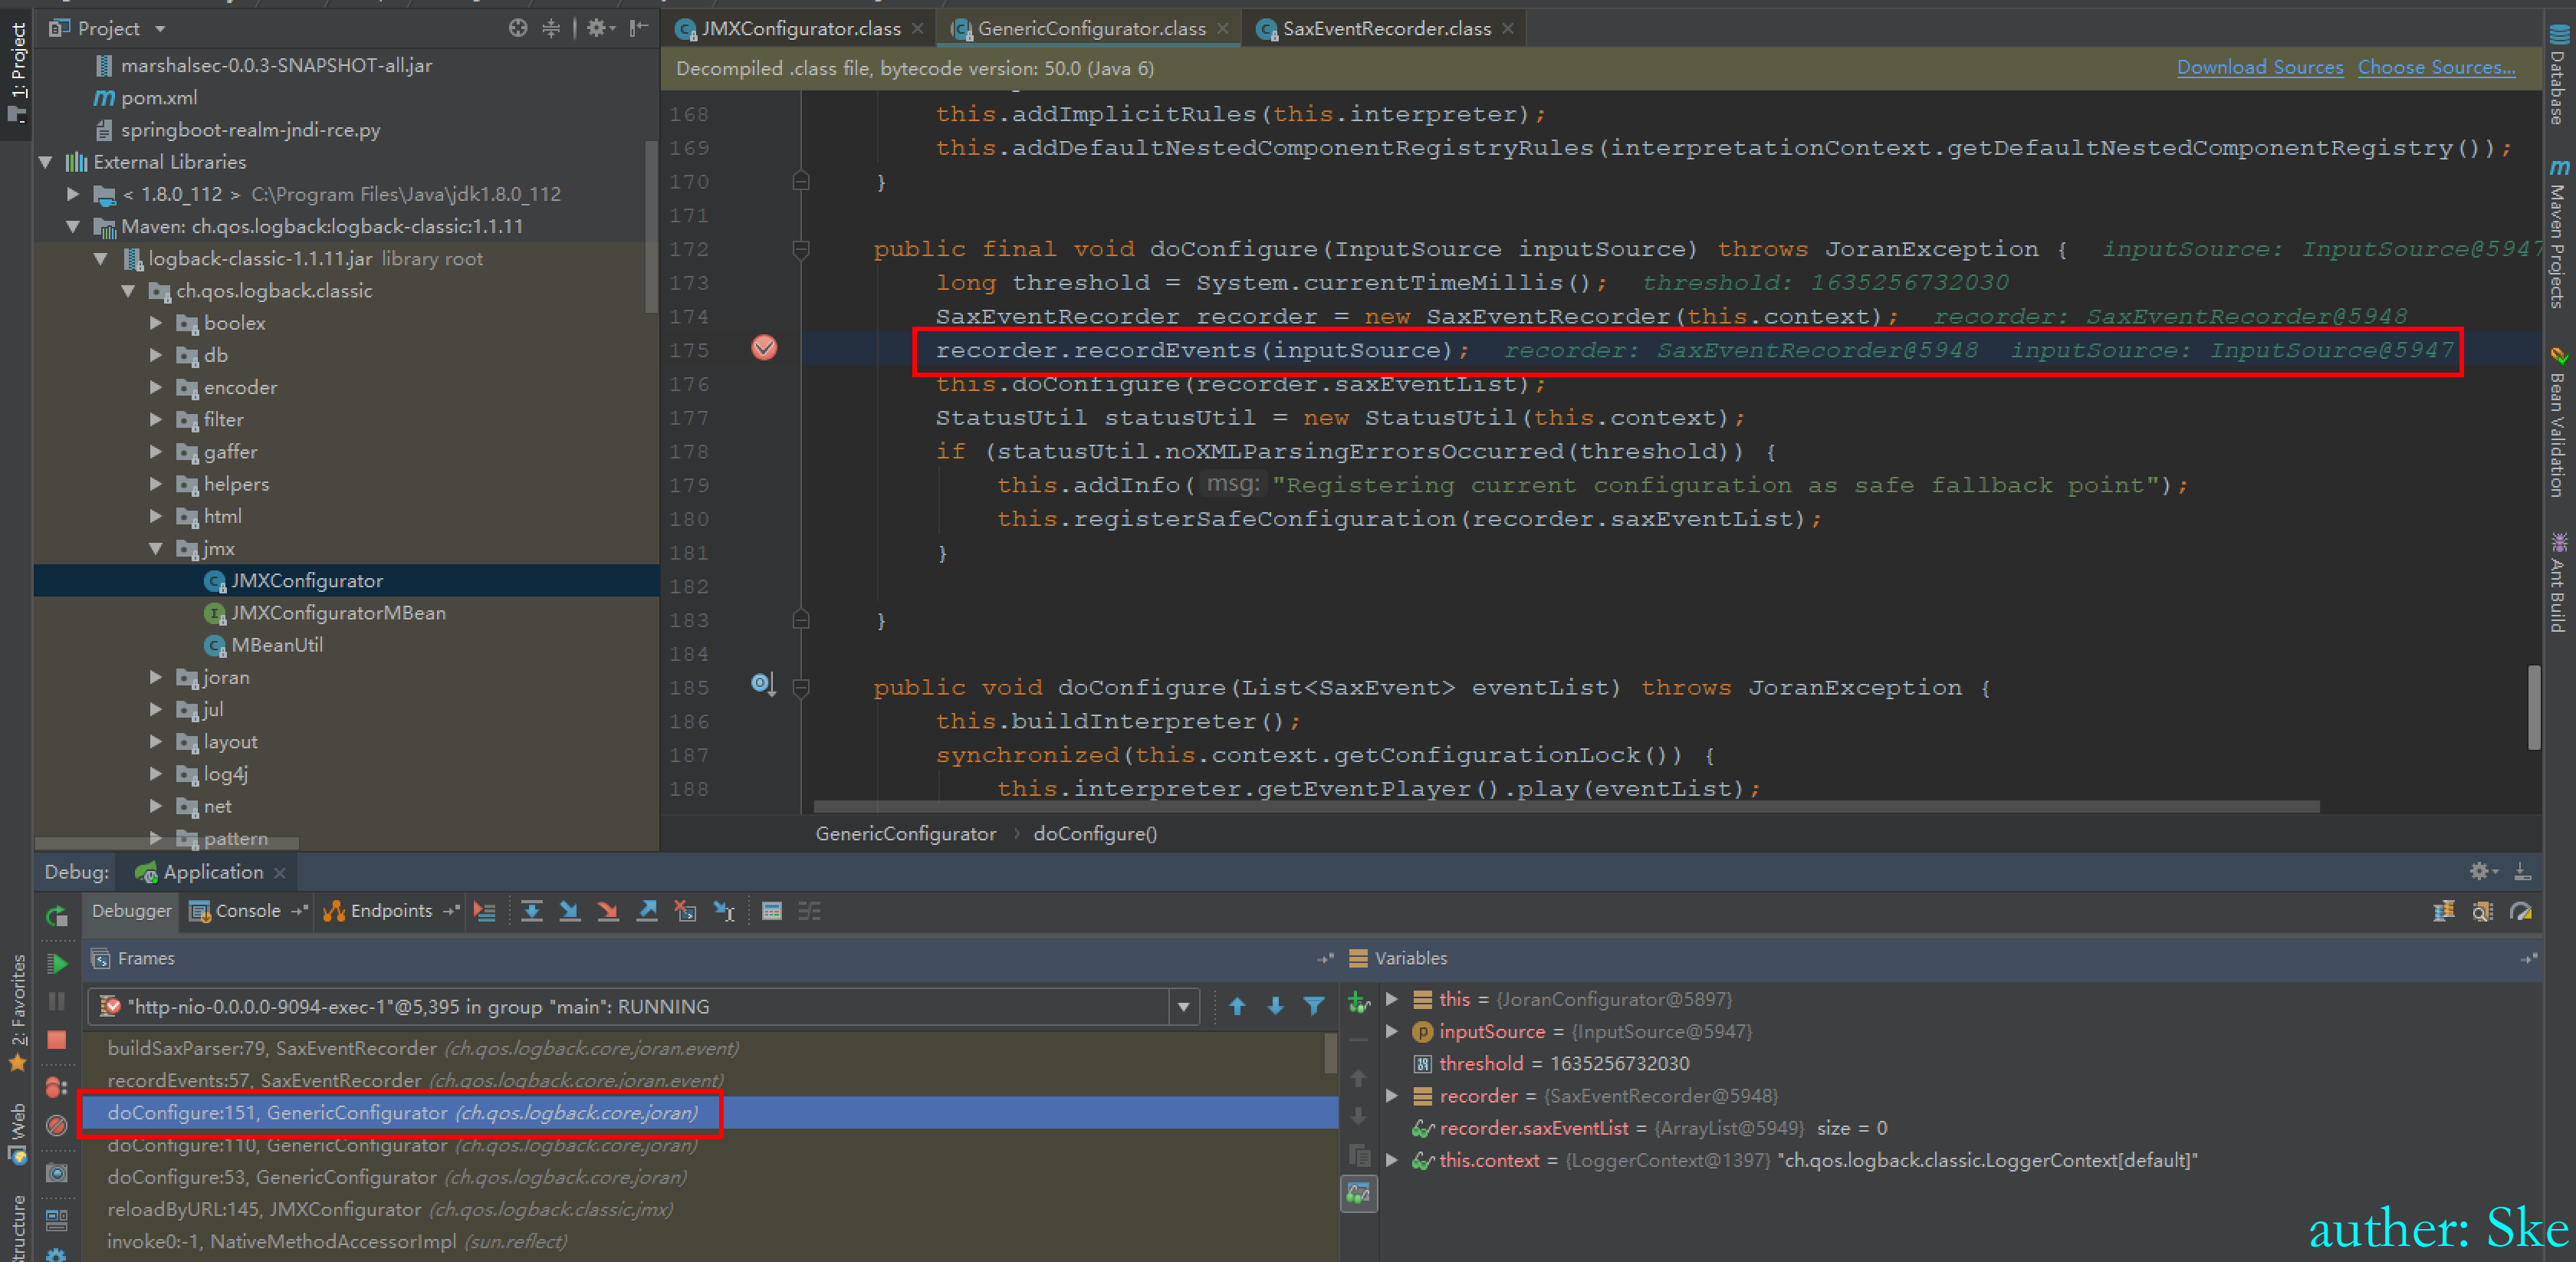 1: Project
Project
marshalsec-0.0.3-SNAPSHOT-all.jar
pom.xml
springboot-realm-jndi-rce.py
External Libraries
< 1.8.0_112 > C:\Program Files\Java\jdk1.8.0_112
Maven: ch.qos.logback:logback-classic:1.1.11
logback-classic-1.1.11.jar library root
ch.qos.logback.classic
boolex
db
encoder
filter
gaffer
helpers
html
jmx
JMXConfigurator
JMXConfiguratorMBean
MBeanUtil
joran
jul
layout
log4j
net
pattern
JMXConfigurator.class
GenericConfigurator.class
SaxEventRecorder.class
Decompiled .class file, bytecode version: 50.0 (Java 6)
Download Sources Choose Sources...
168 this.addImplicitRules(this.interpreter);
169 this.addDefaultNestedComponentRegistryRules(interpretationContext.getDefaultNestedComponentRegistry());
170 }
171
172 public final void doConfigure(InputSource inputSource) throws JoranException { inputSource: InputSource@5947
173 long threshold = System.currentTimeMillis(); threshold: 1635256732030
174 SaxEventRecorder recorder = new SaxEventRecorder(this.context); recorder: SaxEventRecorder@5948
175 recorder.recordEvents(inputSource); recorder: SaxEventRecorder@5948 inputSource: InputSource@5947
176 this.doConfigure(recorder.saxEventList);
177 StatusUtil statusUtil = new StatusUtil(this.context);
178 if (statusUtil.noXMLParsingErrorsOccurred(threshold)) {
179 this.addInfo( msg: "Registering current configuration as safe fallback point");
180 this.registerSafeConfiguration(recorder.saxEventList);
181 }
182
183 }
184
185 public void doConfigure(List<SaxEvent> eventList) throws JoranException {
186 this.buildInterpreter();
187 synchronized(this.context.getConfigurationLock()) {
188 this.interpreter.getEventPlayer().play(eventList);
GenericConfigurator › doConfigure()
Database
Maven Projects
Bean Validation
Ant Build
Debug: Application
Debugger Console Endpoints
Frames
"http-nio-0.0.0.0-9094-exec-1"@5,395 in group "main": RUNNING
buildSaxParser:79, SaxEventRecorder (ch.qos.logback.core.joran.event)
recordEvents:57, SaxEventRecorder (ch.qos.logback.core.joran.event)
doConfigure:151, GenericConfigurator (ch.qos.logback.core.joran)
doConfigure:110, GenericConfigurator (ch.qos.logback.core.joran)
doConfigure:53, GenericConfigurator (ch.qos.logback.core.joran)
reloadByURL:145, JMXConfigurator (ch.qos.logback.classic.jmx)
invoke0:-1, NativeMethodAccessorImpl (sun.reflect)
Variables
this = {JoranConfigurator@5897}
inputSource = {InputSource@5947}
threshold = 1635256732030
recorder = {SaxEventRecorder@5948}
recorder.saxEventList = {ArrayList@5949} size = 0
this.context = {LoggerContext@1397} "ch.qos.logback.classic.LoggerContext[default]"
2: Favorites
Web
auther: Ske